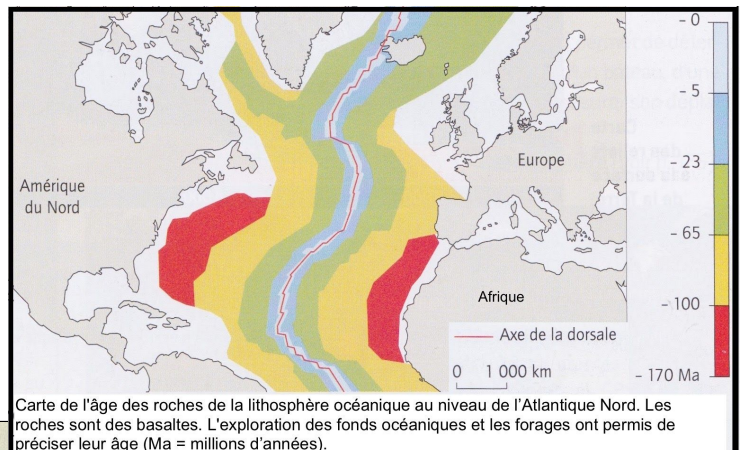 Amérique
du Nord
Europe
Afrique
Axe de la dorsale
0 1 000 km
- 0
- 5
- 23
- 65
- 100
- 170 Ma
Carte de l'âge des roches de la lithosphère océanique au niveau de l'Atlantique Nord. Les
roches sont des basaltes. L'exploration des fonds océaniques et les forages ont permis de
préciser leur âge (Ma = millions d'années).